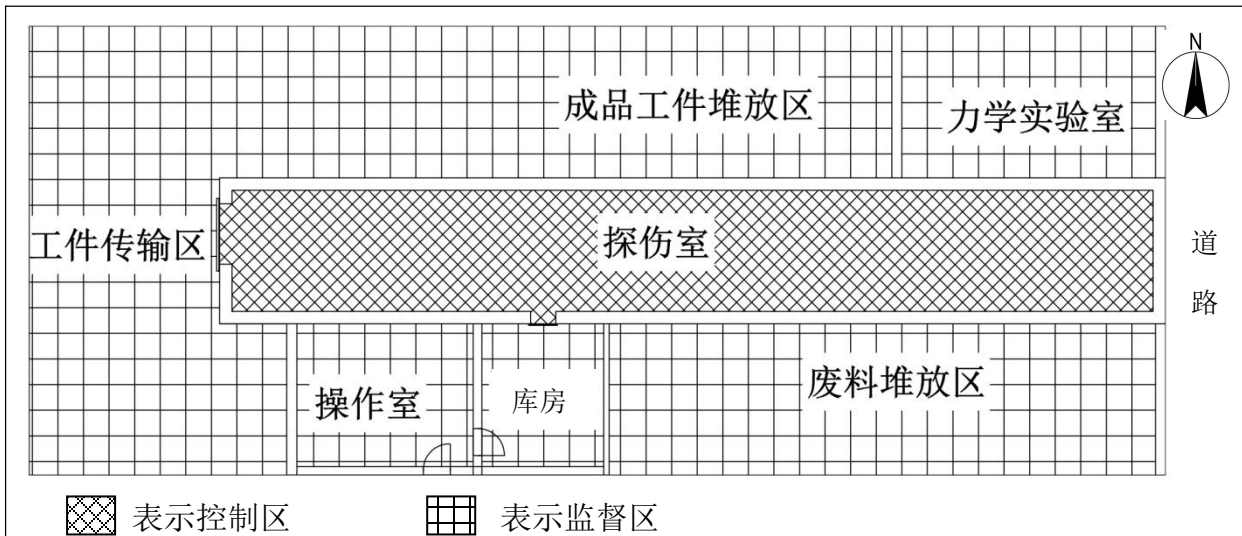 N
成品工件堆放区
力学实验室
工件传输区
探伤室
道
路
操作室
库房
废料堆放区
表示控制区
表示监督区